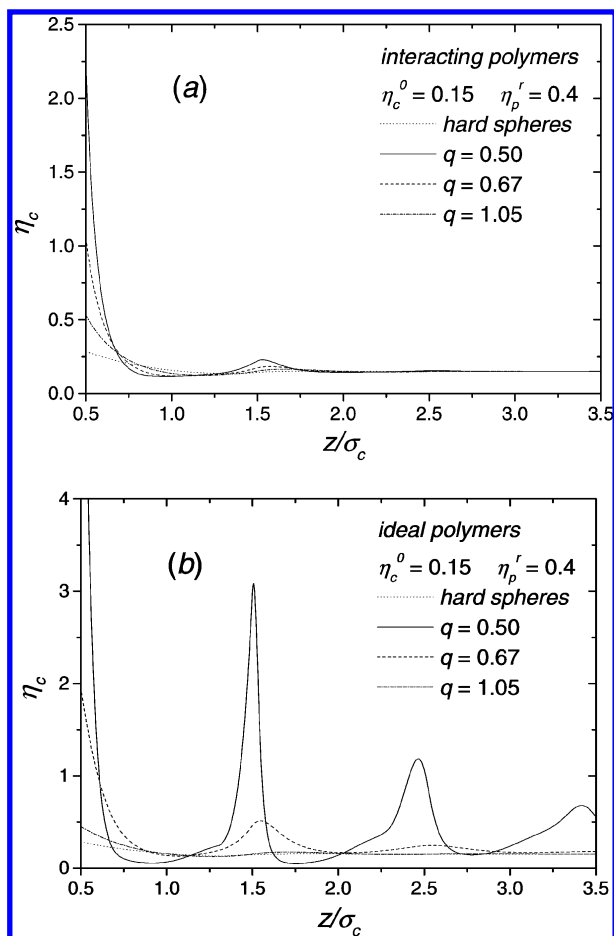 2.5
2.0
1.5
1.0
0.5
0.0
η_c
(a)
interacting polymers
η_c^0 = 0.15 η_p^r = 0.4
hard spheres
q = 0.50
q = 0.67
q = 1.05
0.5 1.0 1.5 2.0 2.5 3.0 3.5
z/σ_c
4
3
2
1
0
η_c
(b)
ideal polymers
η_c^0 = 0.15 η_p^r = 0.4
hard spheres
q = 0.50
q = 0.67
q = 1.05
0.5 1.0 1.5 2.0 2.5 3.0 3.5
z/σ_c